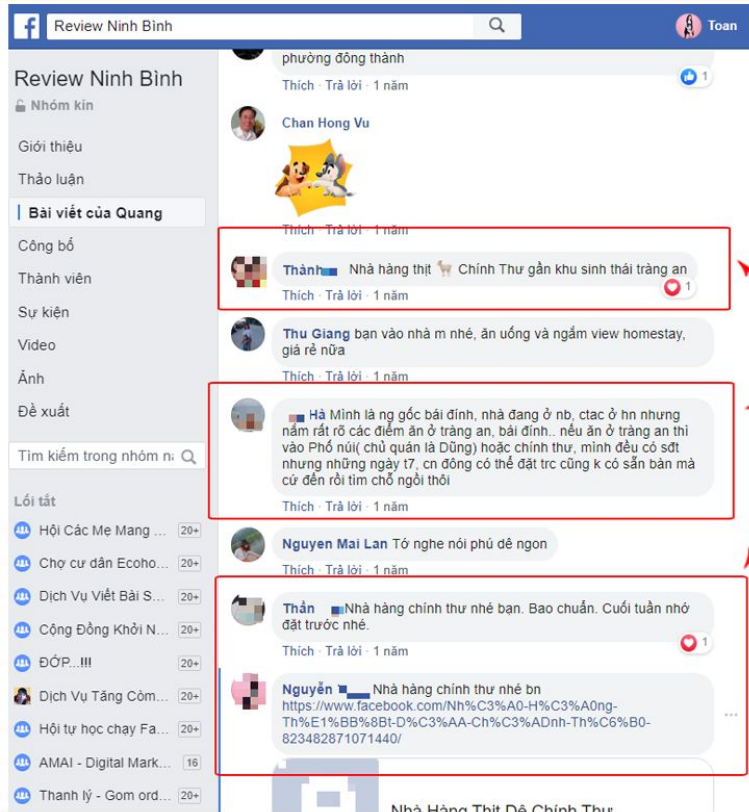 Review Ninh Bình
Toan
Review Ninh Bình
Nhóm kín
Giới thiệu
Thảo luận
Bài viết của Quang
Công bố
Thành viên
Sự kiện
Video
Ảnh
Đề xuất
Tìm kiếm trong nhóm n
Lối tắt
Hội Các Mẹ Mang ... 20+
Chợ cư dân Ecoho... 20+
Dịch Vụ Viết Bài S... 20+
Cộng Đồng Khởi N... 20+
ĐỚP...!!! 20+
Dịch Vụ Tăng Còm... 20+
Hội tự học chạy Fa... 20+
AMAI - Digital Mark... 16
Thanh lý - Gom ord... 20+
phường đông thành
Thích · Trả lời · 1 năm
1
Chan Hong Vu
Thích · Trả lời · 1 năm
Thành Nhà hàng thịt 🐐 Chính Thư gần khu sinh thái tràng an
Thích · Trả lời · 1 năm
1
Thu Giang bạn vào nhà m nhé, ăn uống và ngắm view homestay,
giá rẻ nữa
Thích · Trả lời · 1 năm
Hà Mình là ng gốc bái đính, nhà đang ở nb, ctac ở hn nhưng
nắm rất rõ các điểm ăn ở tràng an, bái đính.. nếu ăn ở tràng an thì
vào Phố núi( chủ quán là Dũng) hoặc chính thư, mình đều có sđt
nhưng những ngày t7, cn đông có thể đặt trc cũng k có sẵn bàn mà
cứ đến rồi tìm chỗ ngồi thôi
Thích · Trả lời · 1 năm
Nguyen Mai Lan Tớ nghe nói phú dê ngon
Thích · Trả lời · 1 năm
Thần Nhà hàng chính thư nhé bạn. Bao chuẩn. Cuối tuần nhớ
đặt trước nhé.
Thích · Trả lời · 1 năm
1
Nguyễn Nhà hàng chính thư nhé bn
https://www.facebook.com/Nh%C3%A0-H%C3%A0ng-
Th%E1%BB%8Bt-D%C3%AA-Ch%C3%ADnh-Th%C6%B0-
823482871071440/
Nhà Hàng Thịt Dê Chính Thư